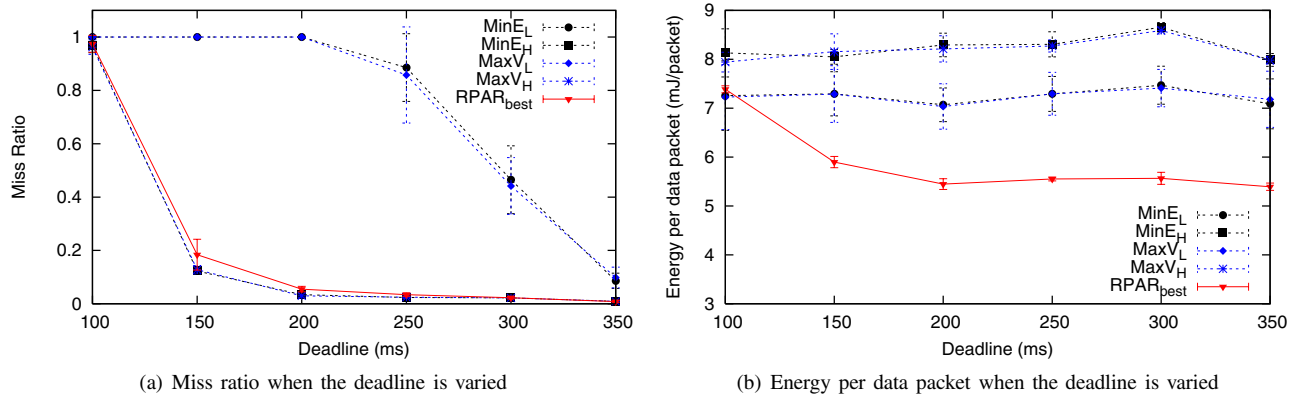 1
0.8
0.6
0.4
0.2
0
Miss Ratio
100 150 200 250 300 350
Deadline (ms)
MinE_L
MinE_H
MaxV_L
MaxV_H
RPAR_best
(a) Miss ratio when the deadline is varied
9
8
7
6
5
4
3
Energy per data packet (mJ/packet)
100 150 200 250 300 350
Deadline (ms)
MinE_L
MinE_H
MaxV_L
MaxV_H
RPAR_best
(b) Energy per data packet when the deadline is varied